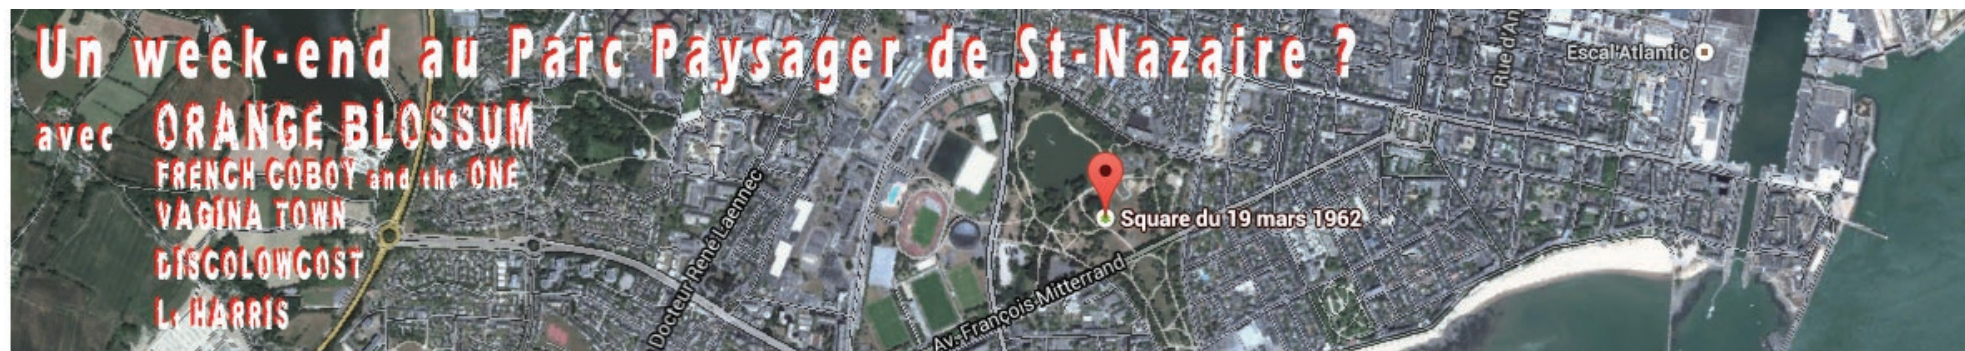 Un week-end au Parc Paysager de St-Nazaire ?
avec ORANGE BLOSSUM
FRENCH COBOY and the ONE
VAGINA TOWN
DISCOLOWCOST
L. HARRIS
Escal'Atlantic
Rue d'An
Square du 19 mars 1962
Docteur René Laennec
Av. François Mitterrand